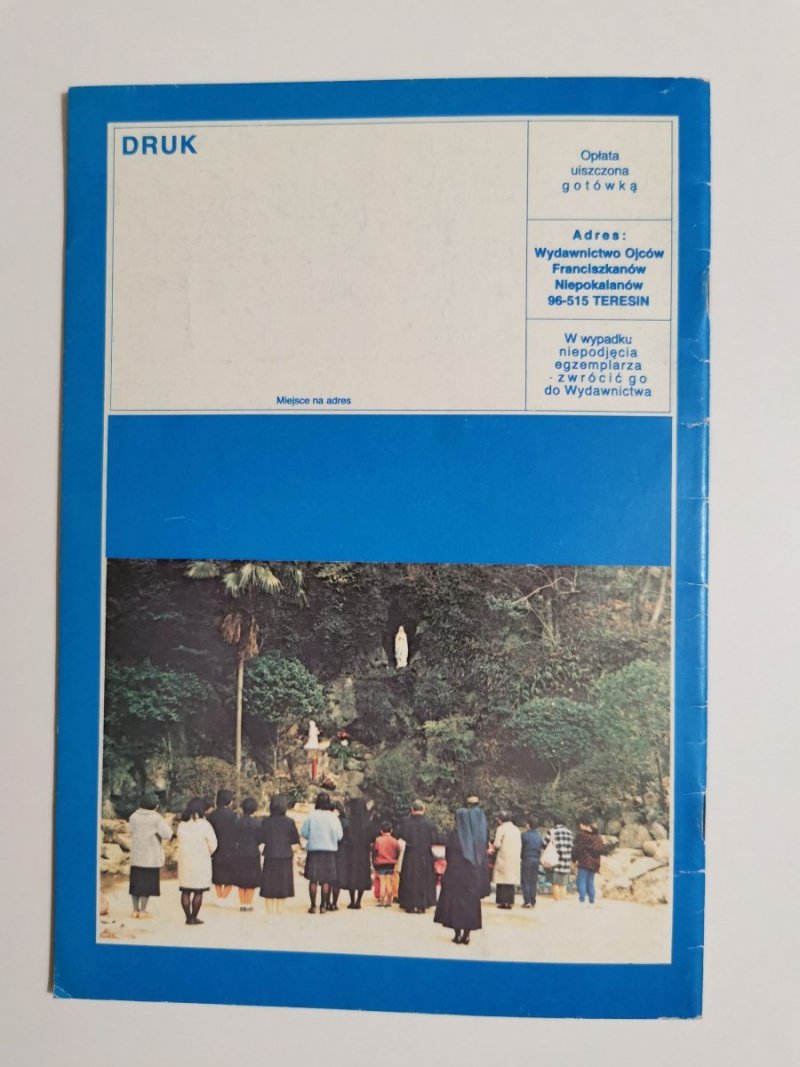 DRUK
Opłata
uiszczona
gotówką
Adres:
Wydawnictwo Ojców
Franciszkanów
Niepokalanów
96-515 TERESIN
W wypadku
niepodjęcia
egzemplarza
- zwrócić go
do Wydawnictwa
Miejsce na adres